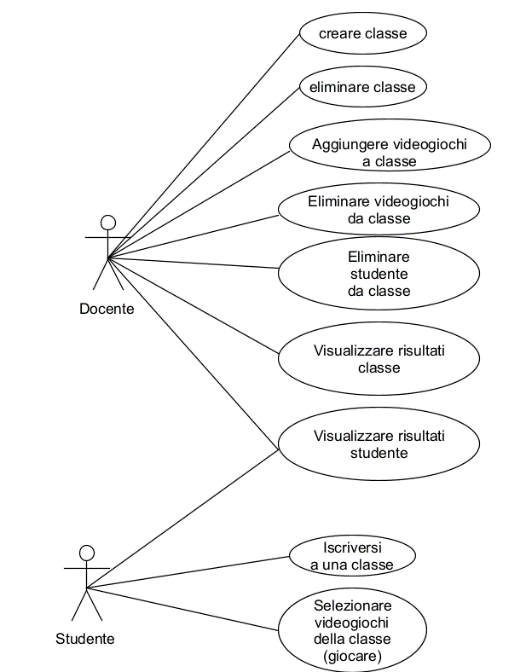 creare classe
eliminare classe
Aggiungere videogiochi
a classe
Eliminare videogiochi
da classe
Eliminare
studente
da classe
Docente
Visualizzare risultati
classe
Visualizzare risultati
studente
Iscriversi
a una classe
Selezionare
videogiochi
della classe
(giocare)
Studente